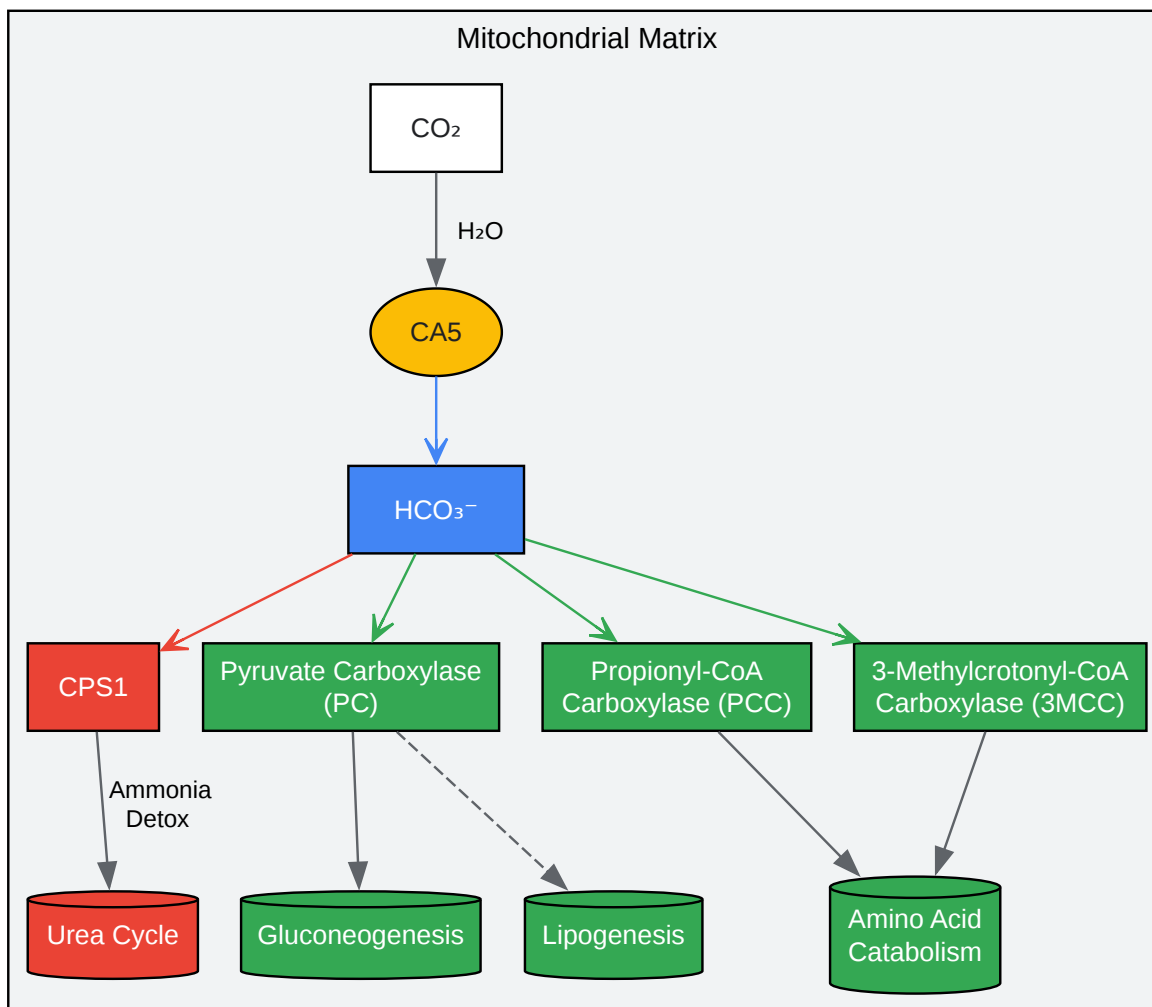 Mitochondrial Matrix
CO₂
H₂O
CA5
HCO₃⁻
CPS1
Pyruvate Carboxylase
(PC)
Propionyl-CoA
Carboxylase (PCC)
3-Methylcrotonyl-CoA
Carboxylase (3MCC)
Ammonia
Detox
Urea Cycle
Gluconeogenesis
Lipogenesis
Amino Acid
Catabolism